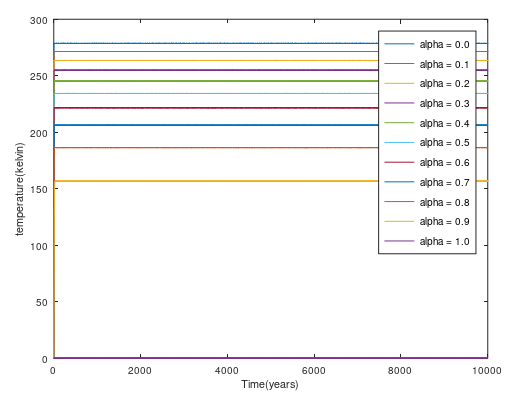 300
250
200
150
100
50
0
temperature(kelvin)
0
2000
4000
6000
8000
10000
Time(years)
alpha = 0.0
alpha = 0.1
alpha = 0.2
alpha = 0.3
alpha = 0.4
alpha = 0.5
alpha = 0.6
alpha = 0.7
alpha = 0.8
alpha = 0.9
alpha = 1.0